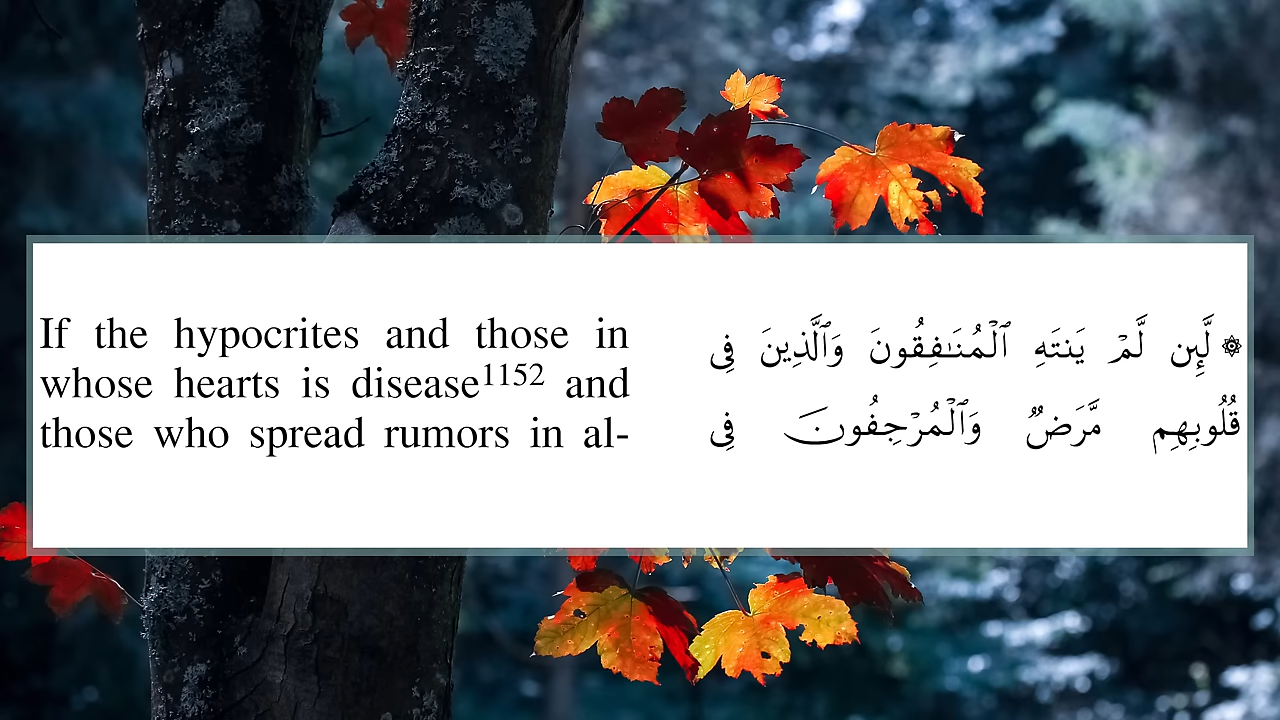 If the hypocrites and those in
whose hearts is disease1152 and
those who spread rumors in al-
۞ لَّئِن لَّمْ يَنتَهِ ٱلْمُنَـٰفِقُونَ وَٱلَّذِينَ فِى
قُلُوبِهِم مَّرَضٌ وَٱلْمُرْجِفُونَ فِى